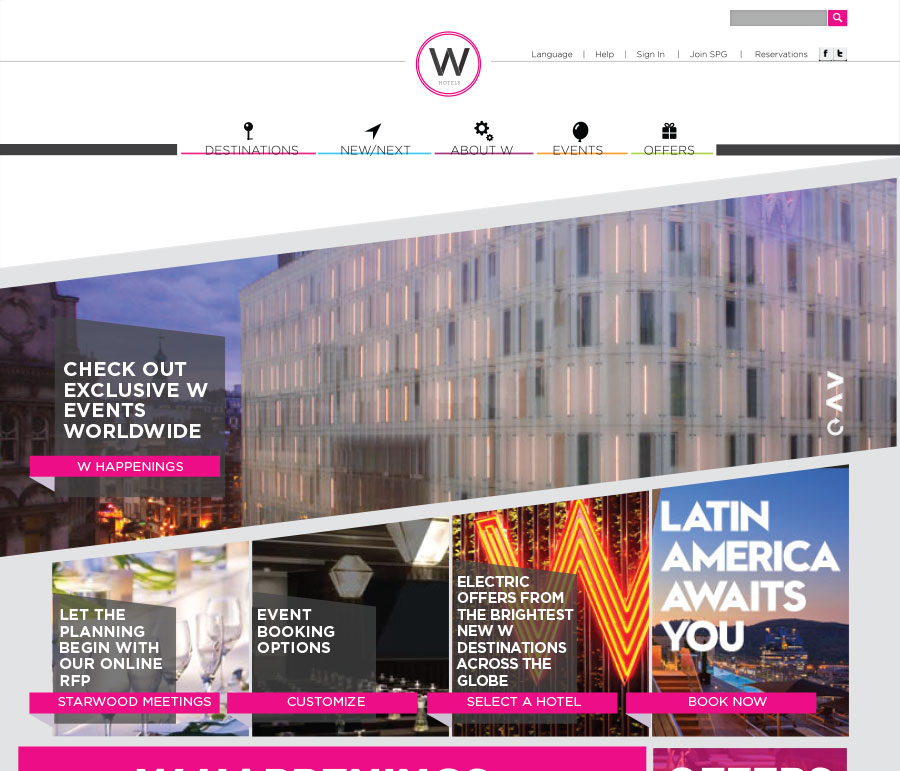 Language | Help | Sign In | Join SPG | Reservations
W
HOTELS
DESTINATIONS NEW/NEXT ABOUT W EVENTS OFFERS
CHECK OUT
EXCLUSIVE W
EVENTS
WORLDWIDE
W HAPPENINGS
LET THE
PLANNING
BEGIN WITH
OUR ONLINE
RFP
STARWOOD MEETINGS
EVENT
BOOKING
OPTIONS
CUSTOMIZE
ELECTRIC
OFFERS FROM
THE BRIGHTEST
NEW W
DESTINATIONS
ACROSS THE
GLOBE
SELECT A HOTEL
LATIN
AMERICA
AWAITS
YOU
BOOK NOW
W HAPPENINGS
OFFERS